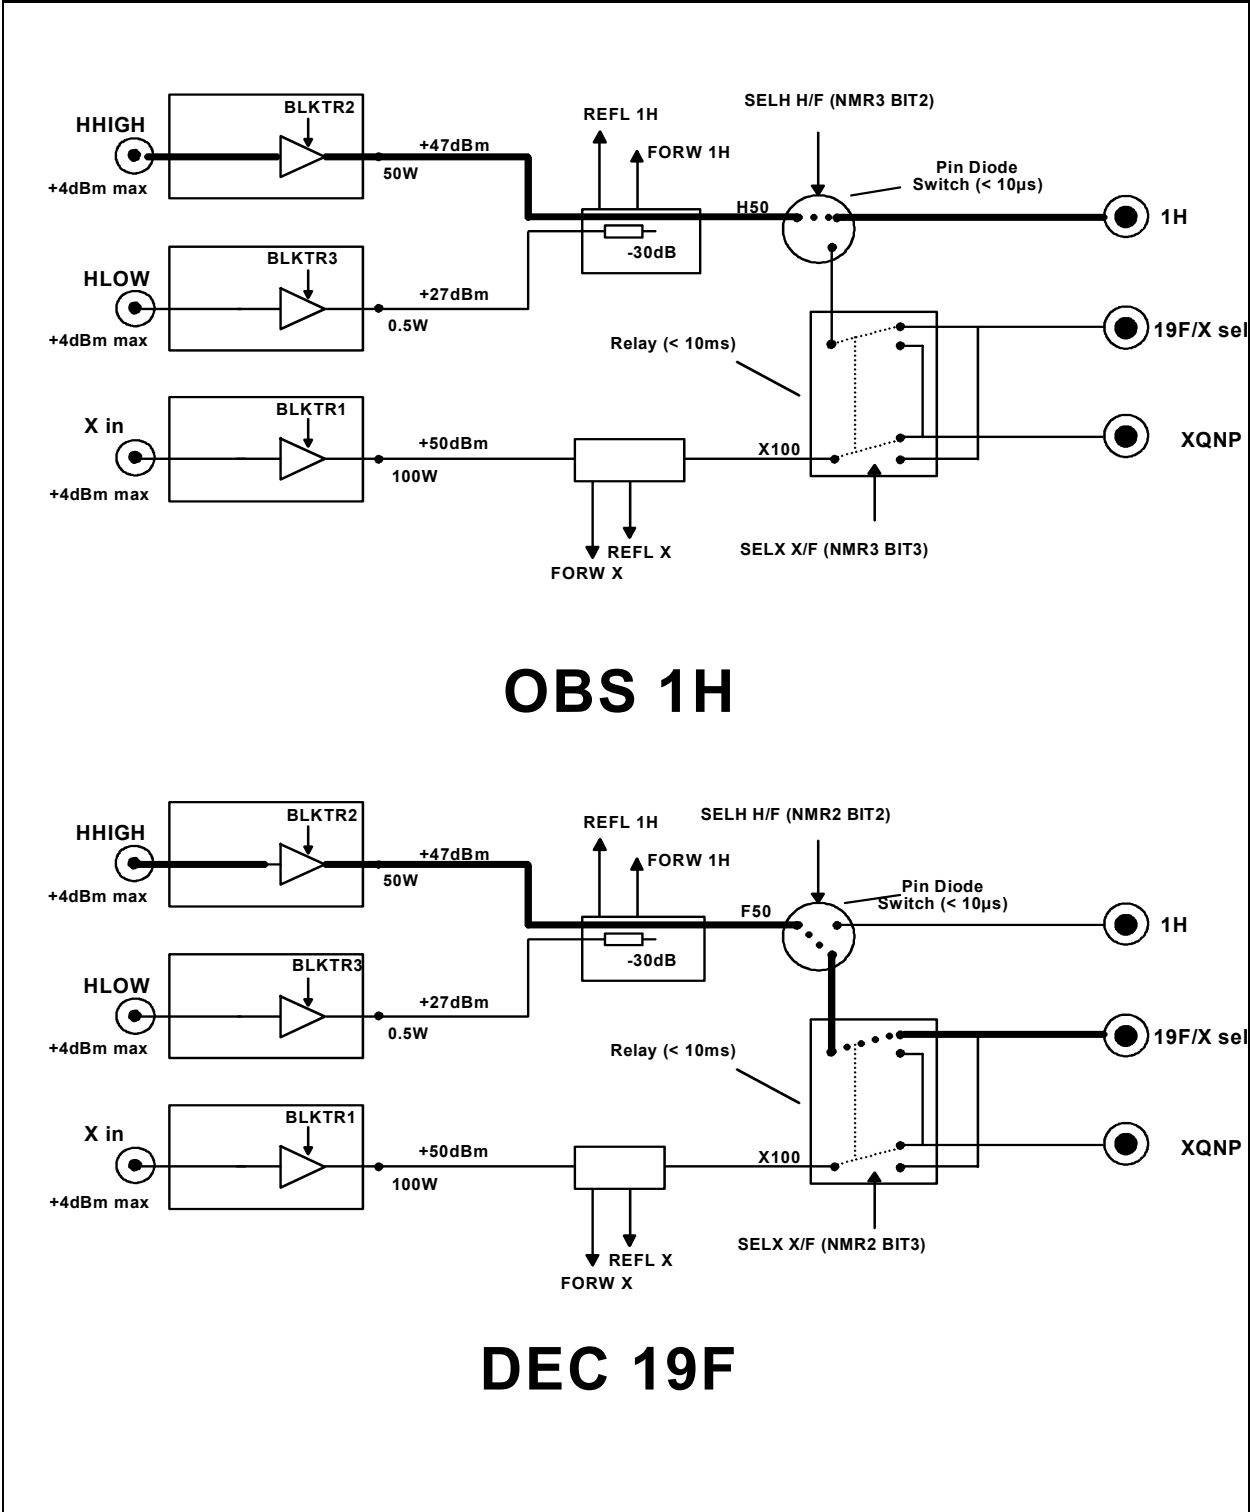 BLKTR2
SELH H/F (NMR3 BIT2)
REFL 1H
HHIGH
+47dBm
FORW 1H
Pin Diode
Switch (< 10µs)
50W
+4dBm max
H50
1H
BLKTR3
-30dB
HLOW
+27dBm
0.5W
19F/X sel
+4dBm max
Relay (< 10ms)
BLKTR1
X in
+50dBm
X100
XQNP
100W
+4dBm max
REFL X
SELX X/F (NMR3 BIT3)
FORW X
OBS 1H
BLKTR2
SELH H/F (NMR2 BIT2)
REFL 1H
HHIGH
+47dBm
FORW 1H
50W
Pin Diode
Switch (< 10µs)
+4dBm max
F50
1H
BLKTR3
-30dB
HLOW
+27dBm
0.5W
19F/X sel
+4dBm max
Relay (< 10ms)
BLKTR1
X in
+50dBm
X100
XQNP
100W
+4dBm max
SELX X/F (NMR2 BIT3)
REFL X
FORW X
DEC 19F